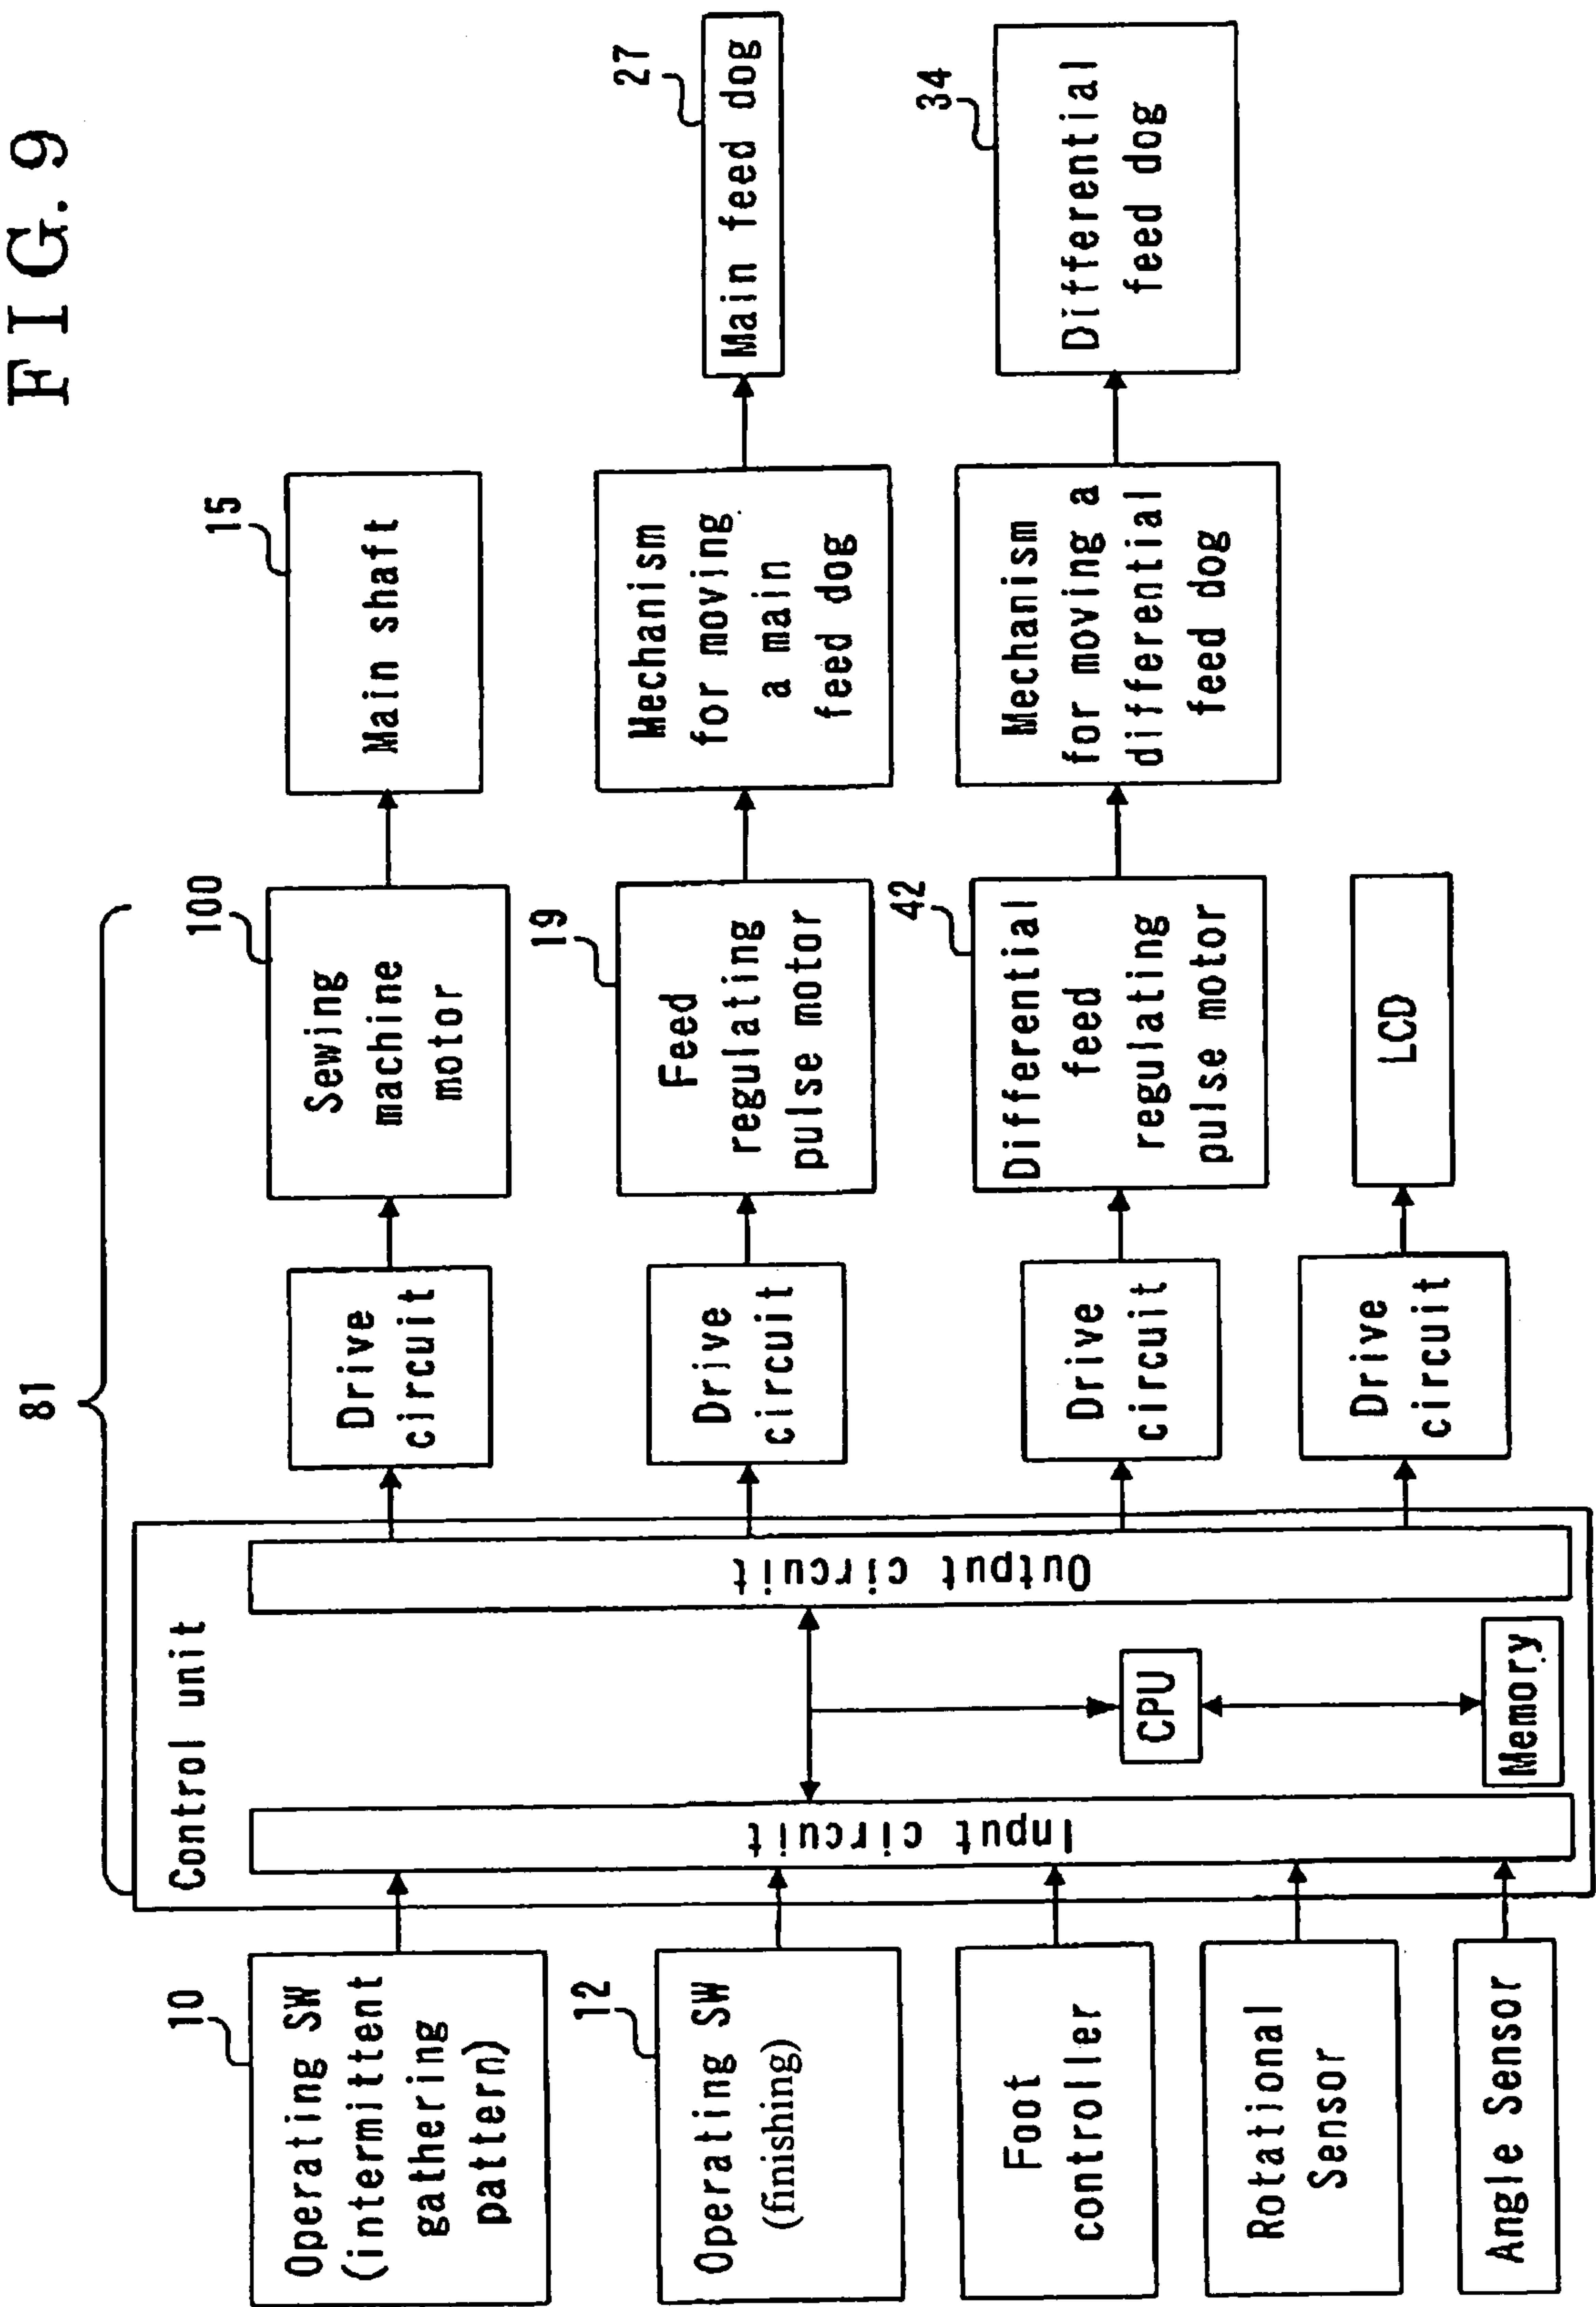 FIG. 9
81
Control unit
Input circuit
Output circuit
CPU
Memory
10
Operating SW
(intermittent
gathering
pattern)
12
Operating SW
(finishing)
Foot
controller
Rotational
Sensor
Angle Sensor
Drive
circuit
100
Sewing
machine
motor
15
Main shaft
Drive
circuit
19
Feed
regulating
pulse motor
Mechanism
for moving
a main
feed dog
27
Main feed dog
Drive
circuit
42
Differential
feed
regulating
pulse motor
Mechanism
for moving a
differential
feed dog
34
Differential
feed dog
Drive
circuit
LCD